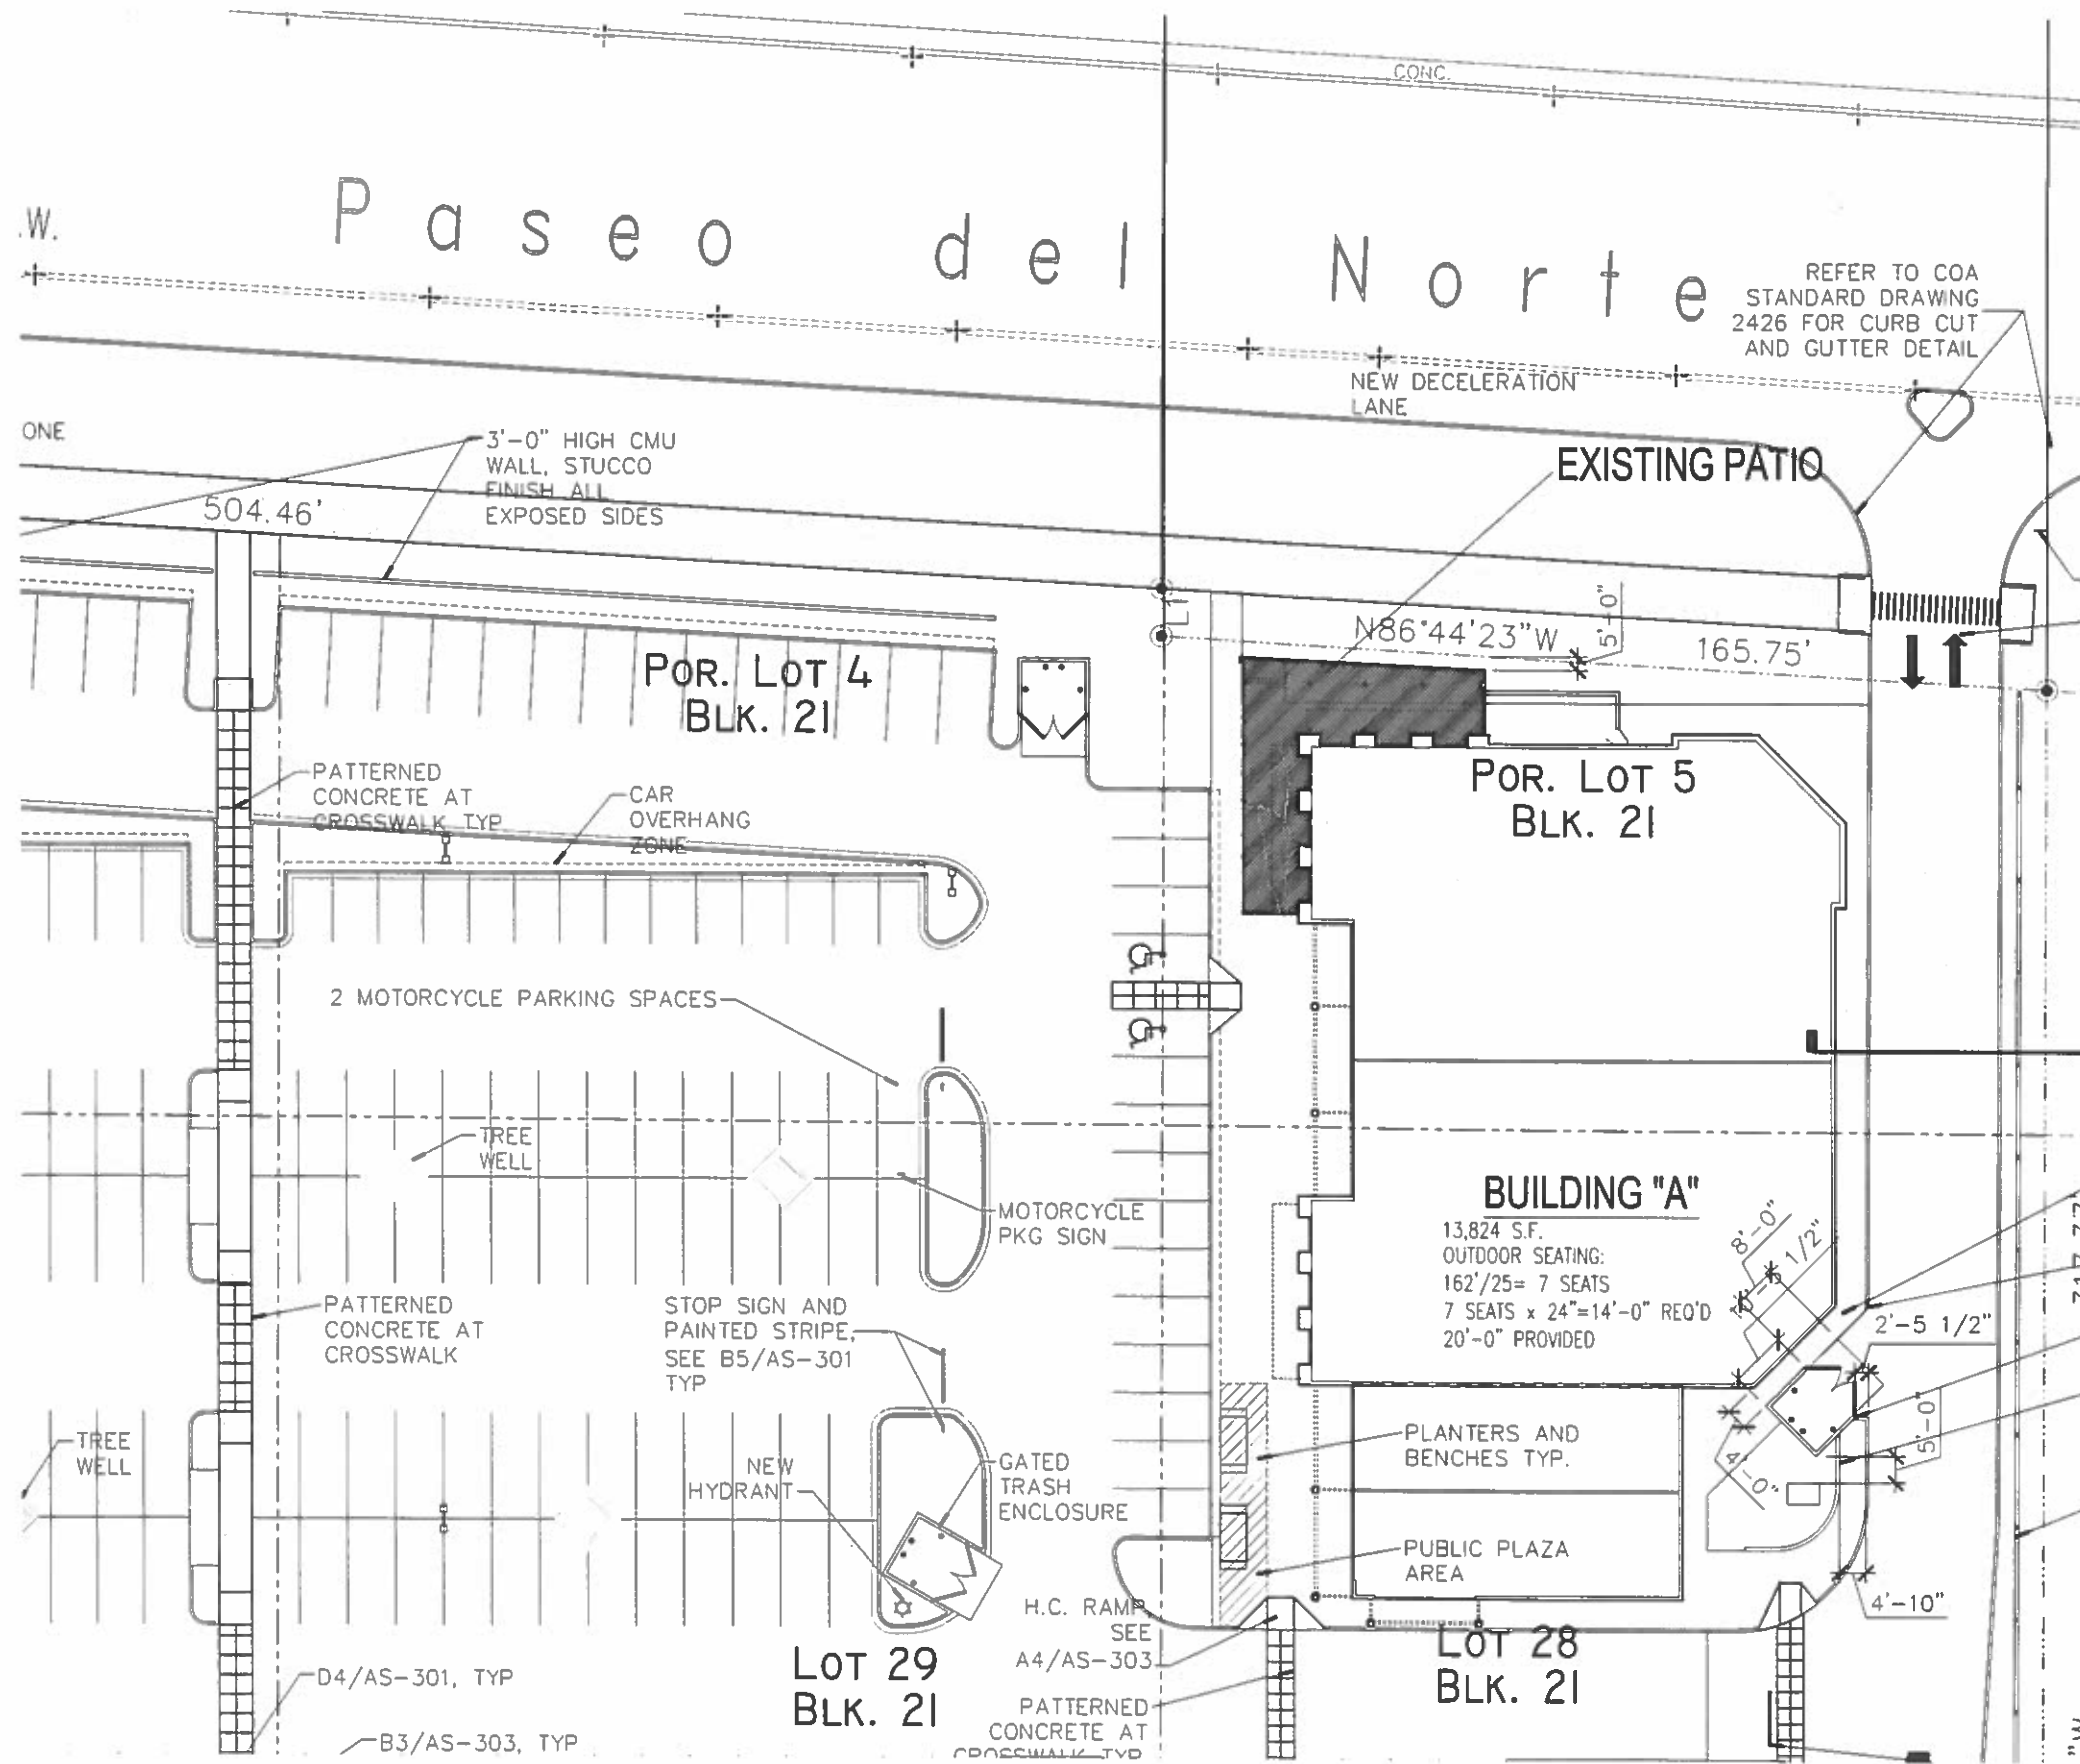 CONC.
.W.
Paseo del Norte
REFER TO COA
STANDARD DRAWING
2426 FOR CURB CUT
AND GUTTER DETAIL
NEW DECELERATION
LANE
ONE
3'-0" HIGH CMU
WALL, STUCCO
FINISH ALL
EXPOSED SIDES
504.46'
EXISTING PATIO
L1
N86°44'23"W
5'-0"
165.75'
POR. LOT 4
BLK. 21
POR. LOT 5
BLK. 21
PATTERNED
CONCRETE AT
CROSSWALK TYP
CAR
OVERHANG
ZONE
2 MOTORCYCLE PARKING SPACES
TREE
WELL
MOTORCYCLE
PKG SIGN
BUILDING "A"
13,824 S.F.
OUTDOOR SEATING:
162'/25= 7 SEATS
7 SEATS x 24"=14'-0" REQ'D
20'-0" PROVIDED
8'-0"
1/2"
2'-5 1/2"
PATTERNED
CONCRETE AT
CROSSWALK
STOP SIGN AND
PAINTED STRIPE,
SEE B5/AS-301
TYP
TREE
WELL
NEW
HYDRANT
GATED
TRASH
ENCLOSURE
PLANTERS AND
BENCHES TYP.
4'-0"
5'-0"
PUBLIC PLAZA
AREA
H.C. RAMP
SEE
A4/AS-303
4'-10"
LOT 29
BLK. 21
LOT 28
BLK. 21
D4/AS-301, TYP
PATTERNED
CONCRETE AT
CROSSWALK TYP
B3/AS-303, TYP